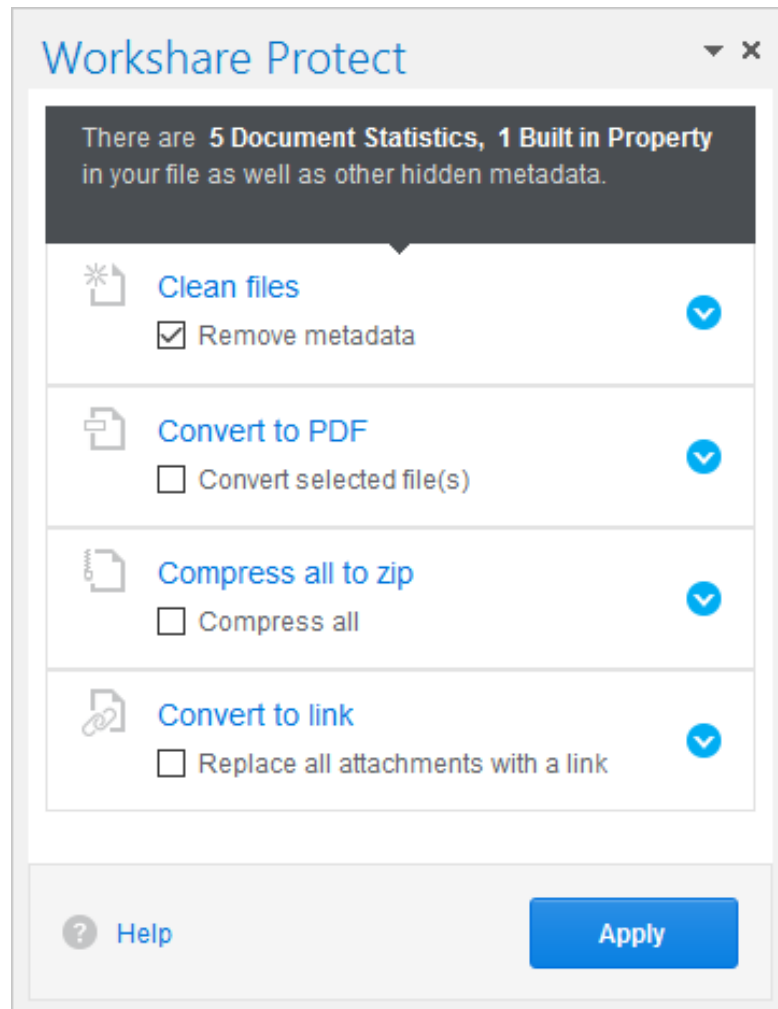 Workshare Protect
There are 5 Document Statistics, 1 Built in Property
in your file as well as other hidden metadata.
Clean files
Remove metadata
Convert to PDF
Convert selected file(s)
Compress all to zip
Compress all
Convert to link
Replace all attachments with a link
? Help
Apply